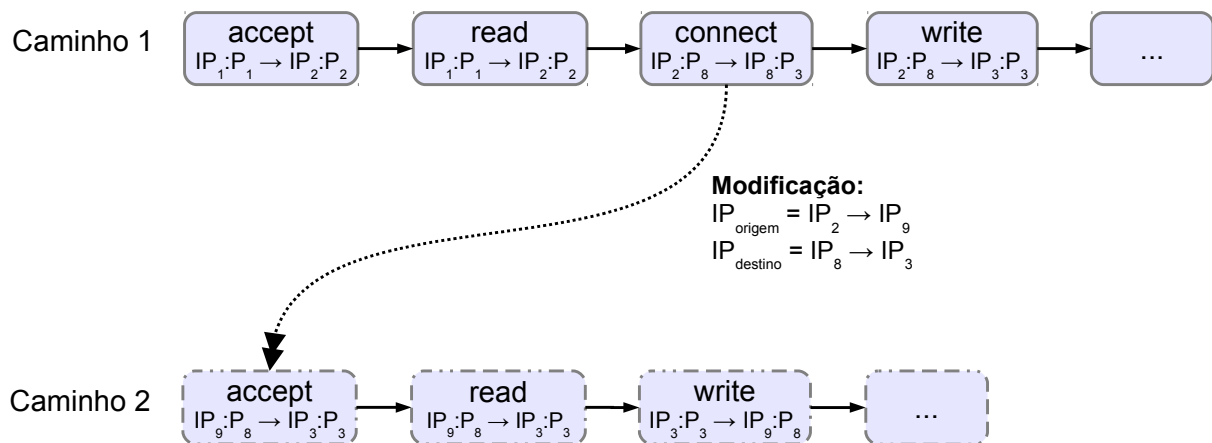 Caminho 1
accept
IP₁:P₁ → IP₂:P₂
read
IP₁:P₁ → IP₂:P₂
connect
IP₂:P₈ → IP₈:P₃
write
IP₂:P₈ → IP₃:P₃
...
Modificação:
IP_origem = IP₂ → IP₉
IP_destino = IP₈ → IP₃
Caminho 2
accept
IP₉:P₈ → IP₃:P₃
read
IP₉:P₈ → IP₃:P₃
write
IP₃:P₃ → IP₉:P₈
...